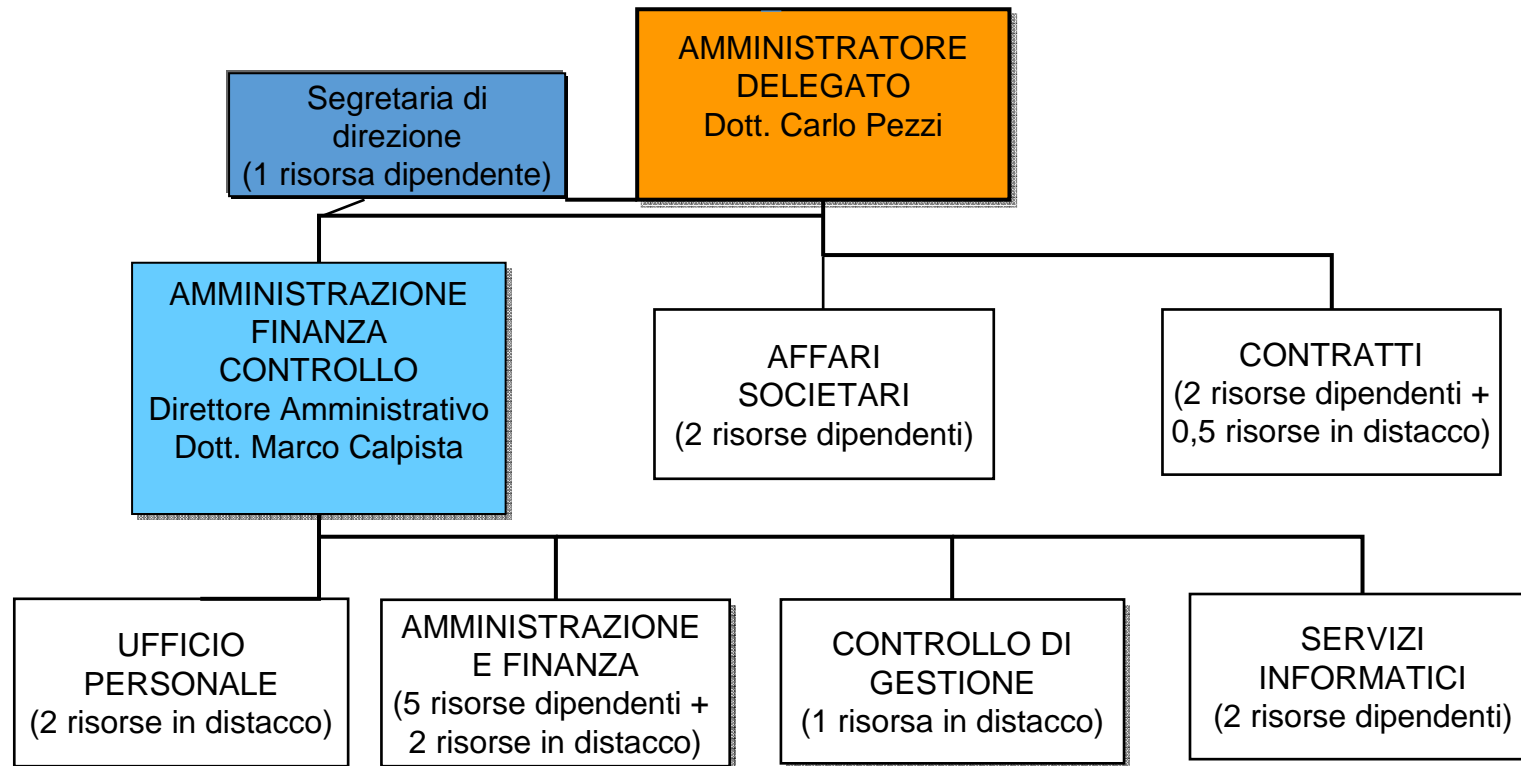 AMMINISTRATORE
DELEGATO
Dott. Carlo Pezzi
Segretaria di
direzione
(1 risorsa dipendente)
AMMINISTRAZIONE
FINANZA
CONTROLLO
Direttore Amministrativo
Dott. Marco Calpista
AFFARI
SOCIETARI
(2 risorse dipendenti)
CONTRATTI
(2 risorse dipendenti +
0,5 risorse in distacco)
UFFICIO
PERSONALE
(2 risorse in distacco)
AMMINISTRAZIONE
E FINANZA
(5 risorse dipendenti +
2 risorse in distacco)
CONTROLLO DI
GESTIONE
(1 risorsa in distacco)
SERVIZI
INFORMATICI
(2 risorse dipendenti)